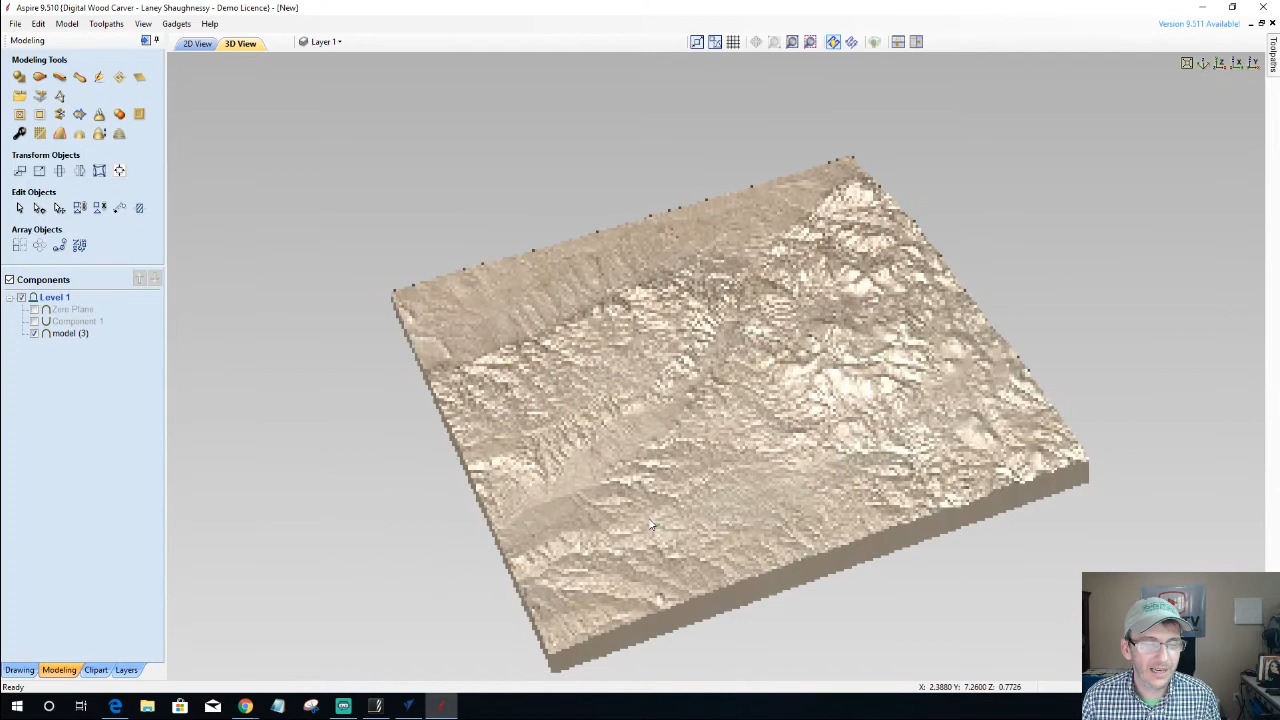 Aspire 9.510 {Digital Wood Carver - Laney Shaughnessy - Demo Licence} - [New]
File Edit Model Toolpaths View Gadgets Help
Version 9.511 Available!
Modeling
2D View
3D View
Layer 1
Toolpaths
Modeling Tools
Transform Objects
Edit Objects
Array Objects
Components
Level 1
Zero Plane
Component 1
model (3)
Drawing Modeling Clipart Layers
Ready
X: 2.3880 Y: 7.2600 Z: 0.7726